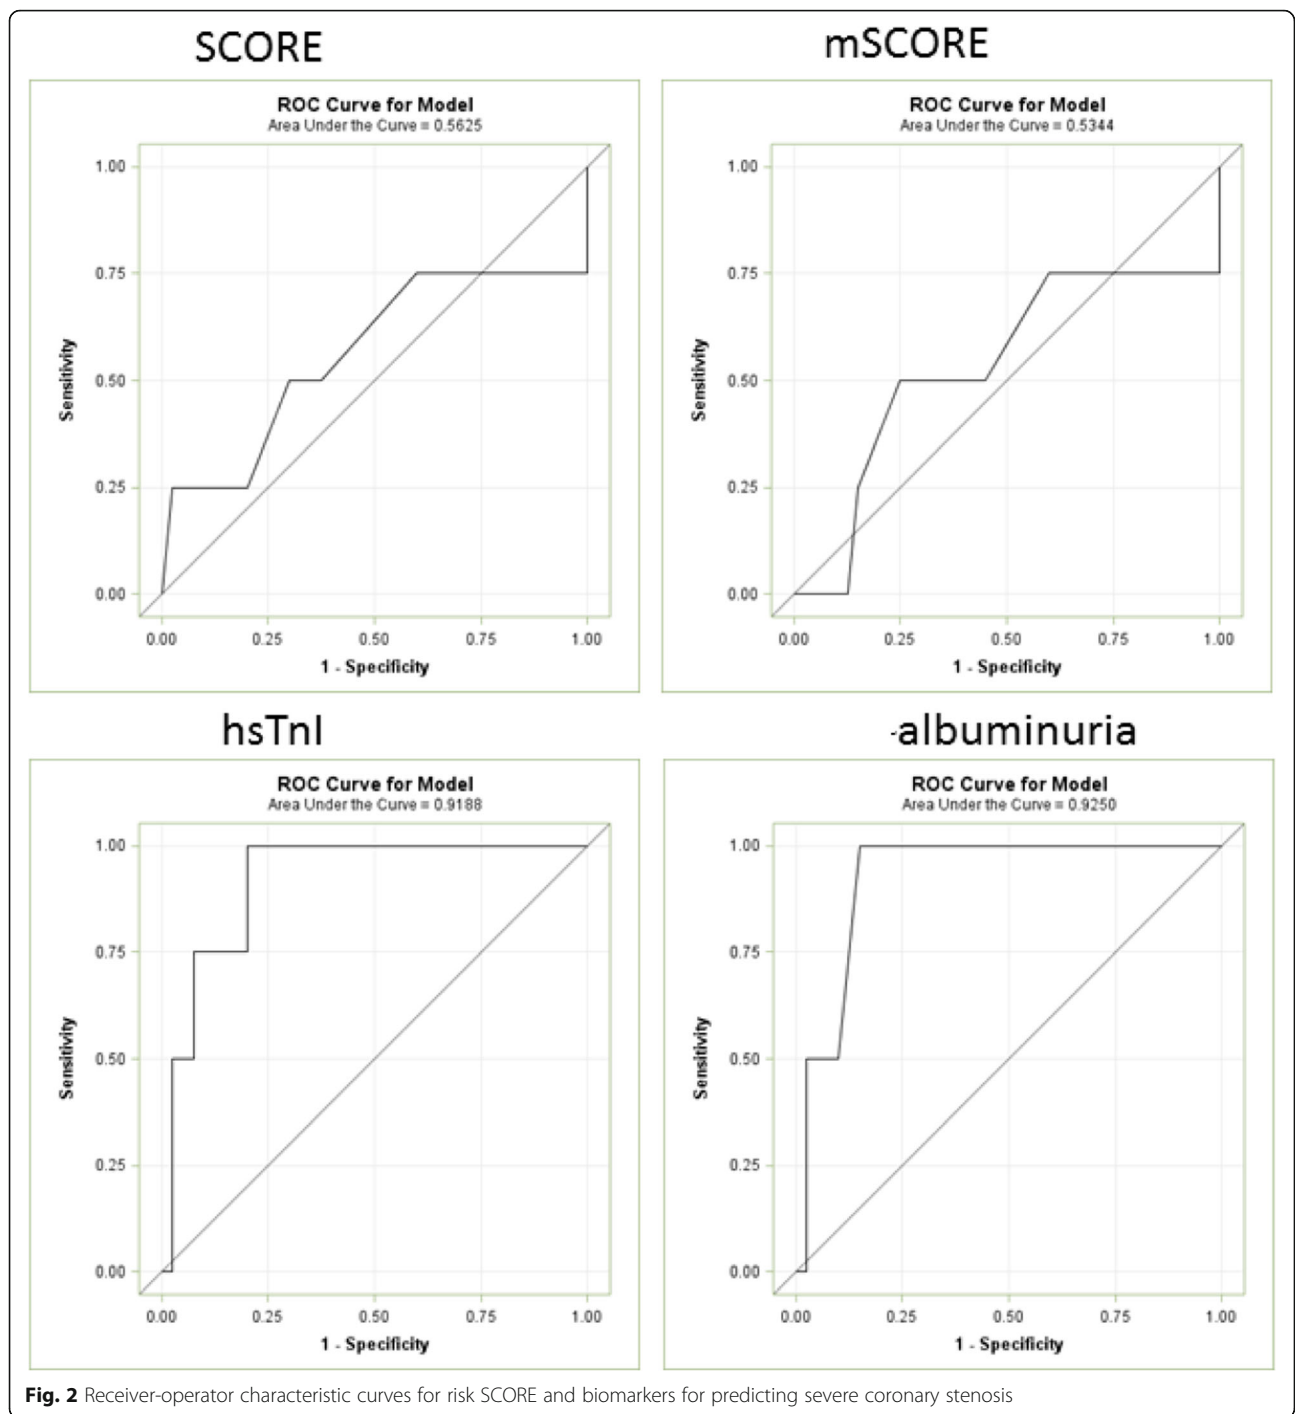 SCORE
ROC Curve for Model
Area Under the Curve = 0.5625
1.00
0.75
0.50
0.25
0.00
Sensitivity
0.00 0.25 0.50 0.75 1.00
1 - Specificity
mSCORE
ROC Curve for Model
Area Under the Curve = 0.5344
1.00
0.75
0.50
0.25
0.00
Sensitivity
0.00 0.25 0.50 0.75 1.00
1 - Specificity
hsTnI
ROC Curve for Model
Area Under the Curve = 0.9188
1.00
0.75
0.50
0.25
0.00
Sensitivity
0.00 0.25 0.50 0.75 1.00
1 - Specificity
albuminuria
ROC Curve for Model
Area Under the Curve = 0.9250
1.00
0.75
0.50
0.25
0.00
Sensitivity
0.00 0.25 0.50 0.75 1.00
1 - Specificity
Fig. 2 Receiver-operator characteristic curves for risk SCORE and biomarkers for predicting severe coronary stenosis